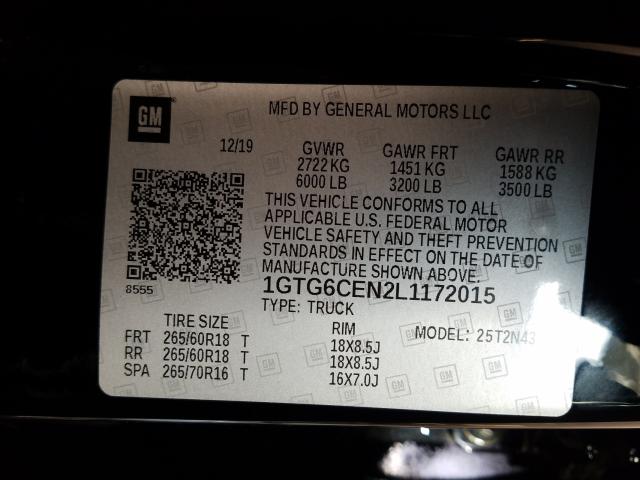 GM
MFD BY GENERAL MOTORS LLC
12/19
GVWR GAWR FRT GAWR RR
2722 KG 1451 KG 1588 KG
6000 LB 3200 LB 3500 LB
THIS VEHICLE CONFORMS TO ALL
APPLICABLE U.S. FEDERAL MOTOR
VEHICLE SAFETY AND THEFT PREVENTION
STANDARDS IN EFFECT ON THE DATE OF
MANUFACTURE SHOWN ABOVE.
8555
1GTG6CEN2L1172015
TYPE: TRUCK
TIRE SIZE RIM MODEL: 25T2N43
FRT 265/60R18 T 18X8.5J
RR 265/60R18 T 18X8.5J
SPA 265/70R16 T 16X7.0J